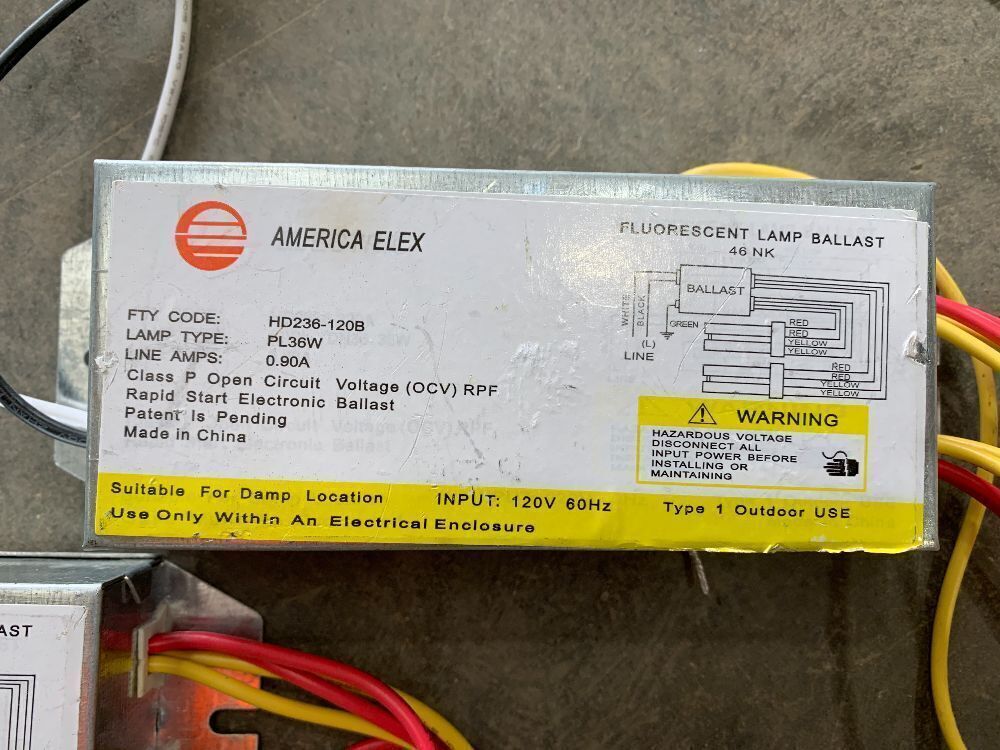 AMERICA ELEX
FTY CODE: HD236-120B
LAMP TYPE: PL36W
LINE AMPS: 0.90A
Class P Open Circuit Voltage (OCV) RPF
Rapid Start Electronic Ballast
Patent Is Pending
Made in China
FLUORESCENT LAMP BALLAST
46 NK
BALLAST
WHITE
BLACK
GREEN
(L)
LINE
RED
RED
YELLOW
YELLOW
RED
RED
YELLOW
YELLOW
WARNING
HAZARDOUS VOLTAGE
DISCONNECT ALL
INPUT POWER BEFORE
INSTALLING OR
MAINTAINING
Suitable For Damp Location INPUT: 120V 60Hz Type 1 Outdoor USE
Use Only Within An Electrical Enclosure
AST